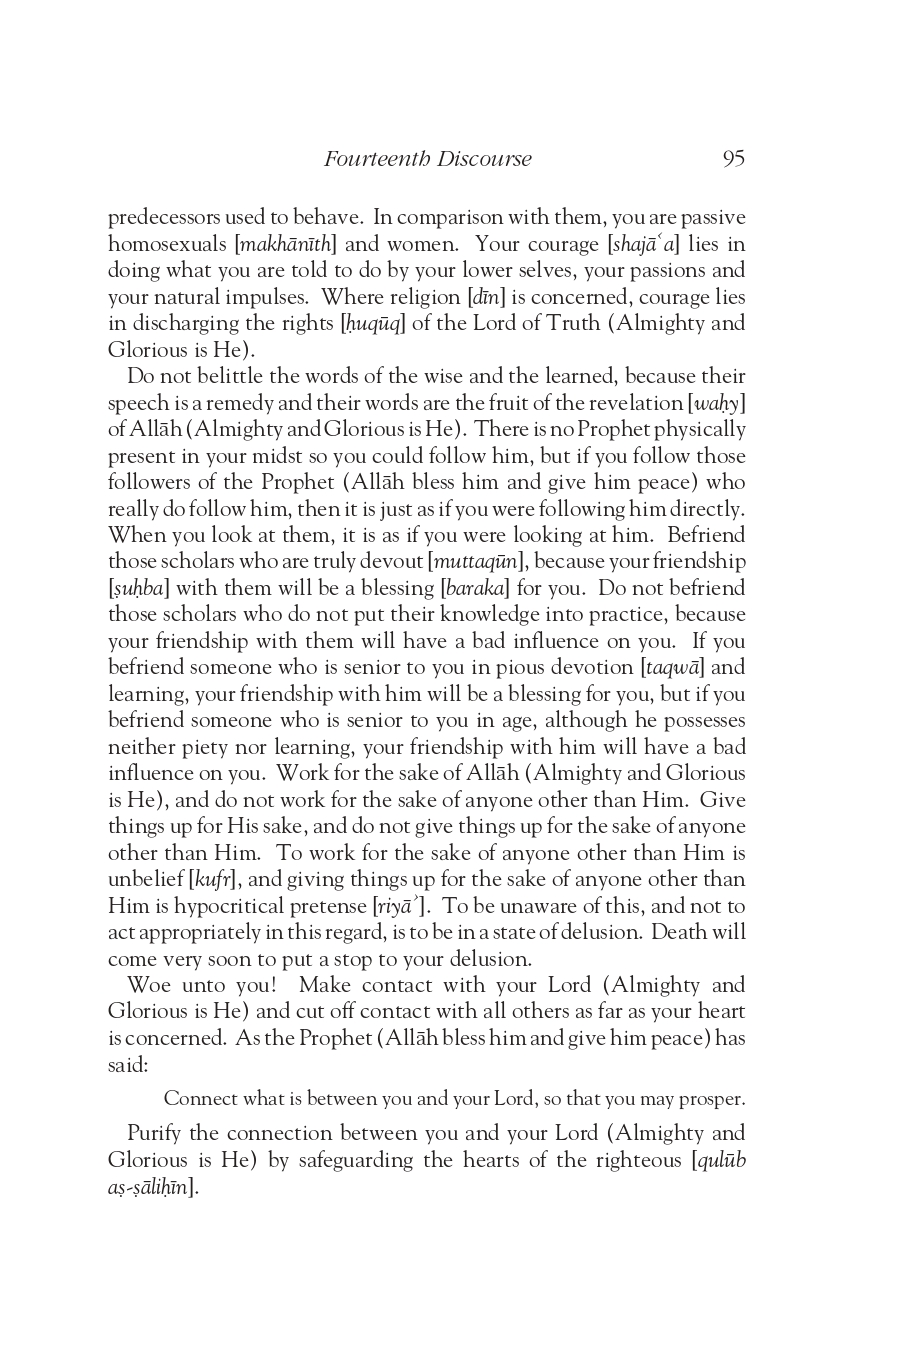 Fourteenth Discourse 95
predecessors used to behave. In comparison with them, you are passive
homosexuals [makhānīth] and women. Your courage [shajāʿa] lies in
doing what you are told to do by your lower selves, your passions and
your natural impulses. Where religion [dīn] is concerned, courage lies
in discharging the rights [ḥuqūq] of the Lord of Truth (Almighty and
Glorious is He).
Do not belittle the words of the wise and the learned, because their
speech is a remedy and their words are the fruit of the revelation [waḥy]
of Allāh (Almighty and Glorious is He). There is no Prophet physically
present in your midst so you could follow him, but if you follow those
followers of the Prophet (Allāh bless him and give him peace) who
really do follow him, then it is just as if you were following him directly.
When you look at them, it is as if you were looking at him. Befriend
those scholars who are truly devout [muttaqūn], because your friendship
[ṣuḥba] with them will be a blessing [baraka] for you. Do not befriend
those scholars who do not put their knowledge into practice, because
your friendship with them will have a bad influence on you. If you
befriend someone who is senior to you in pious devotion [taqwā] and
learning, your friendship with him will be a blessing for you, but if you
befriend someone who is senior to you in age, although he possesses
neither piety nor learning, your friendship with him will have a bad
influence on you. Work for the sake of Allāh (Almighty and Glorious
is He), and do not work for the sake of anyone other than Him. Give
things up for His sake, and do not give things up for the sake of anyone
other than Him. To work for the sake of anyone other than Him is
unbelief [kufr], and giving things up for the sake of anyone other than
Him is hypocritical pretense [riyāʾ]. To be unaware of this, and not to
act appropriately in this regard, is to be in a state of delusion. Death will
come very soon to put a stop to your delusion.
Woe unto you! Make contact with your Lord (Almighty and
Glorious is He) and cut off contact with all others as far as your heart
is concerned. As the Prophet (Allāh bless him and give him peace) has
said:
Connect what is between you and your Lord, so that you may prosper.
Purify the connection between you and your Lord (Almighty and
Glorious is He) by safeguarding the hearts of the righteous [qulūb
aṣ-ṣāliḥīn].